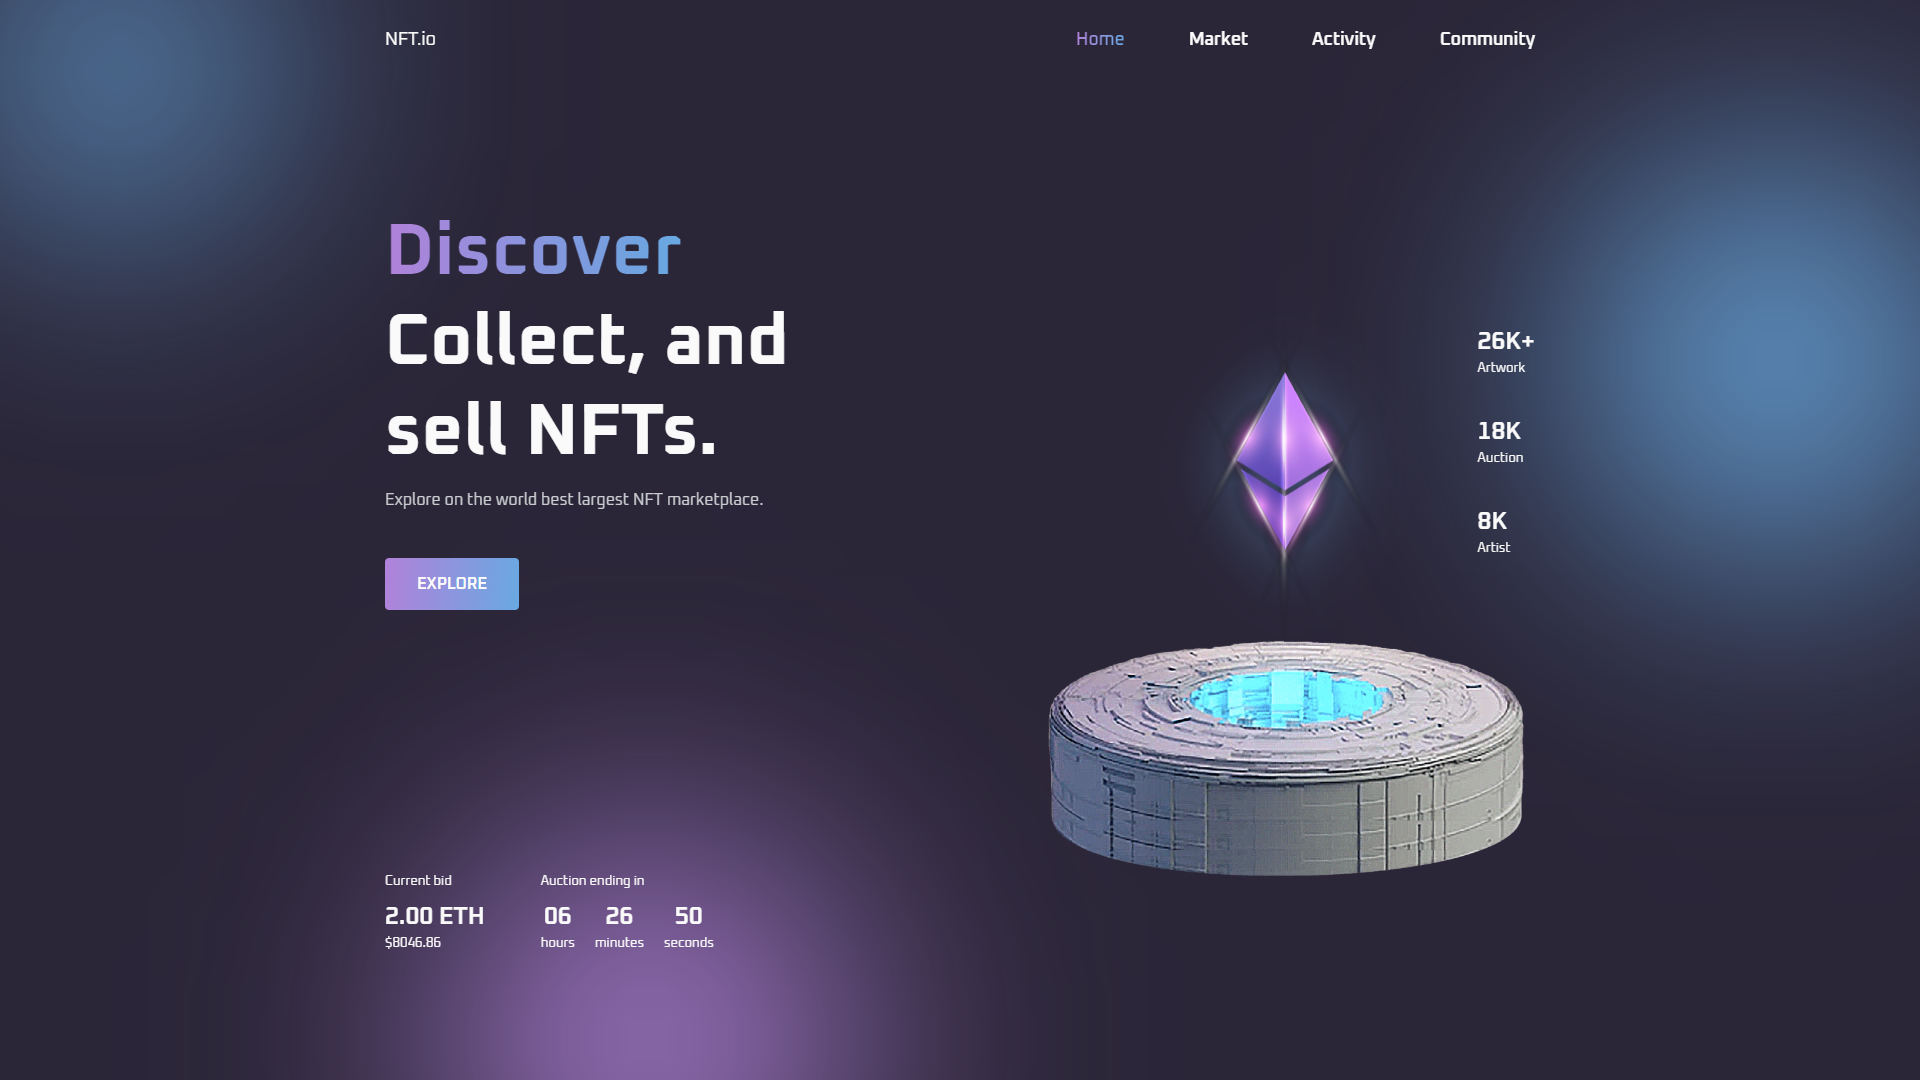 NFT.io
Home Market Activity Community
Discover
Collect, and
sell NFTs.
Explore on the world best largest NFT marketplace.
EXPLORE
26K+
Artwork
18K
Auction
8K
Artist
Current bid
2.00 ETH
$8046.86
Auction ending in
06 26 50
hours minutes seconds